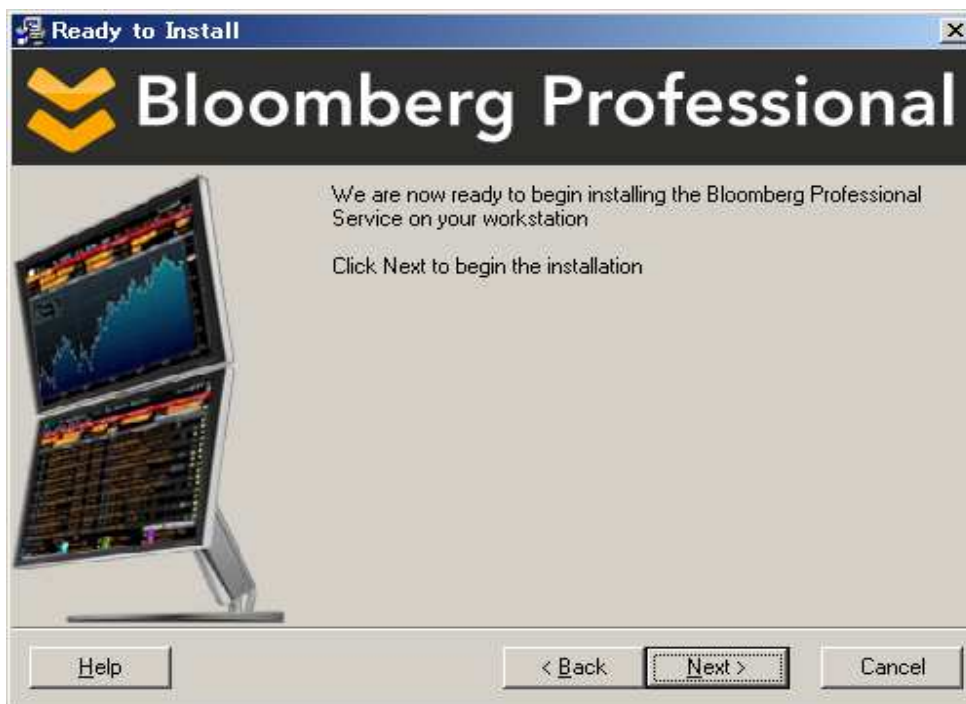 Ready to Install
Bloomberg Professional
We are now ready to begin installing the Bloomberg Professional
Service on your workstation
Click Next to begin the installation
Help
< Back
Next >
Cancel